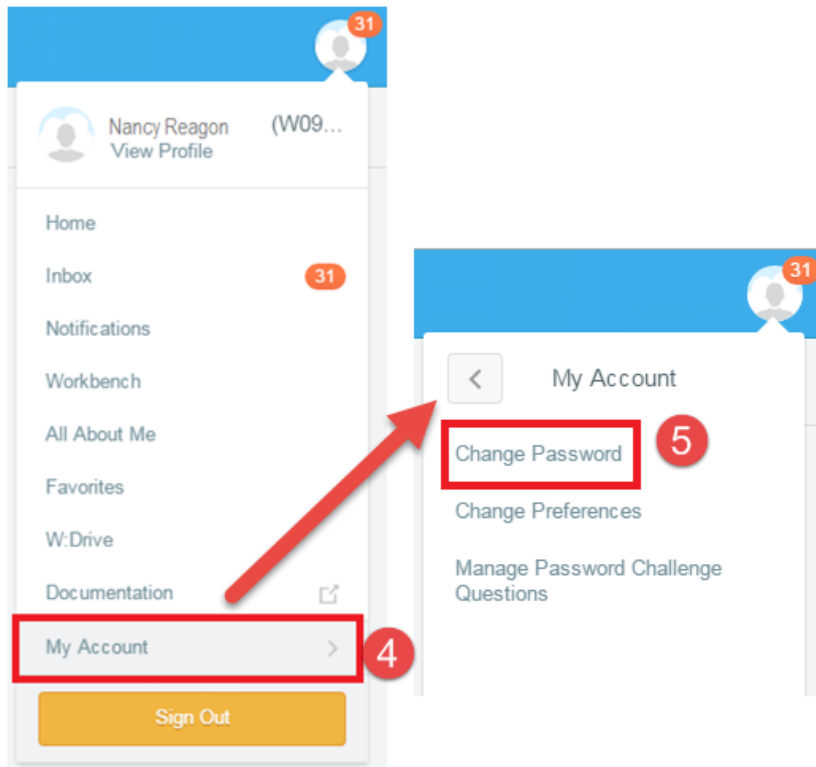 31
Nancy Reagon (W09...
View Profile
Home
Inbox 31
Notifications
Workbench
All About Me
Favorites
W:Drive
Documentation
My Account
4
Sign Out
31
My Account
Change Password
5
Change Preferences
Manage Password Challenge
Questions